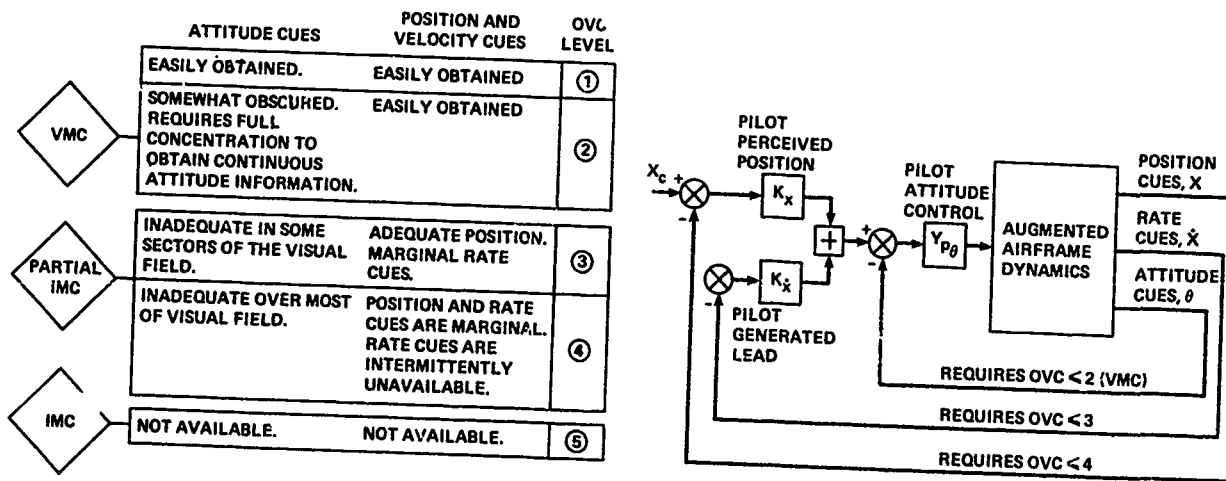 ATTITUDE CUES
POSITION AND
VELOCITY CUES
OVC
LEVEL
VMC
EASILY OBTAINED.
EASILY OBTAINED
①
SOMEWHAT OBSCURED.
REQUIRES FULL
CONCENTRATION TO
OBTAIN CONTINUOUS
ATTITUDE INFORMATION.
EASILY OBTAINED
②
PARTIAL
IMC
INADEQUATE IN SOME
SECTORS OF THE VISUAL
FIELD.
ADEQUATE POSITION.
MARGINAL RATE
CUES.
③
INADEQUATE OVER MOST
OF VISUAL FIELD.
POSITION AND RATE
CUES ARE MARGINAL.
RATE CUES ARE
INTERMITTENTLY
UNAVAILABLE.
④
IMC
NOT AVAILABLE.
NOT AVAILABLE.
⑤
PILOT
PERCEIVED
POSITION
Xc +
-
Kx
+
+
-
KẊ
PILOT
GENERATED
LEAD
PILOT
ATTITUDE
CONTROL
+
-
Ypθ
AUGMENTED
AIRFRAME
DYNAMICS
POSITION
CUES, X
RATE
CUES, Ẋ
ATTITUDE
CUES, θ
REQUIRES OVC ⩽ 2 (VMC)
REQUIRES OVC ⩽ 3
REQUIRES OVC ⩽ 4